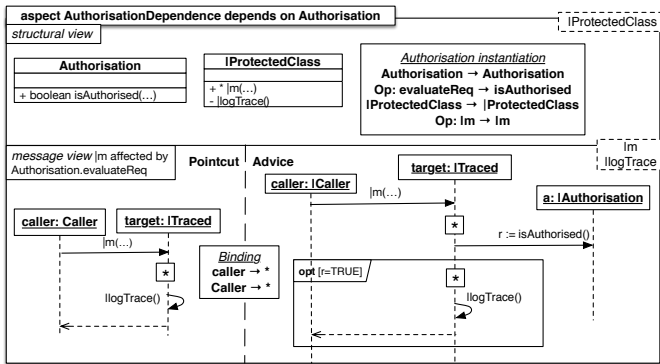 aspect AuthorisationDependence depends on Authorisation
|ProtectedClass
structural view
Authorisation
+ boolean isAuthorised(...)
|ProtectedClass
+ * |m(...)
- |logTrace()
Authorisation instantiation
Authorisation → Authorisation
Op: evaluateReq → isAuthorised
|ProtectedClass → |ProtectedClass
Op: |m → |m
message view |m affected by
Authorisation.evaluateReq
Pointcut
Advice
|m
|logTrace
caller: Caller
target: |Traced
|m(...)
*
|logTrace()
Binding
caller → *
Caller → *
caller: |Caller
target: |Traced
a: |Authorisation
|m(...)
*
r := isAuthorised()
opt [r=TRUE]
*
|logTrace()